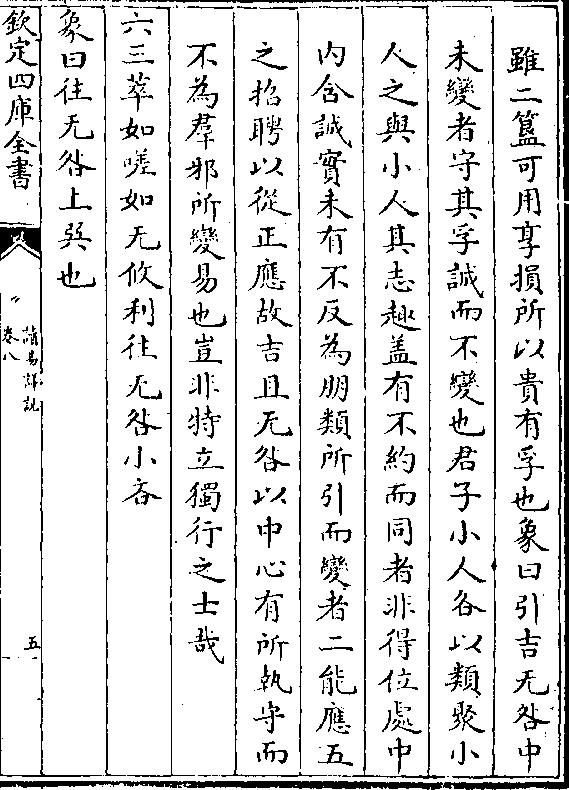 雖二簋可用享損所以貴有孚也象曰引吉无咎中
未變者守其孚誠而不變也君子小人各以類聚小
人之與小人其志趣盖有不約而同者非得位處中
内含誠實未有不反為朋類所引而變者二能應五
之招聘以從正應故吉且无咎以中心有所執守而
不為羣邪所變易也豈非特立獨行之士哉
六三萃如嗟如无攸利往无咎小吝
象曰往无咎上巽也
欽定四庫全書
讀易詳說
卷八
五